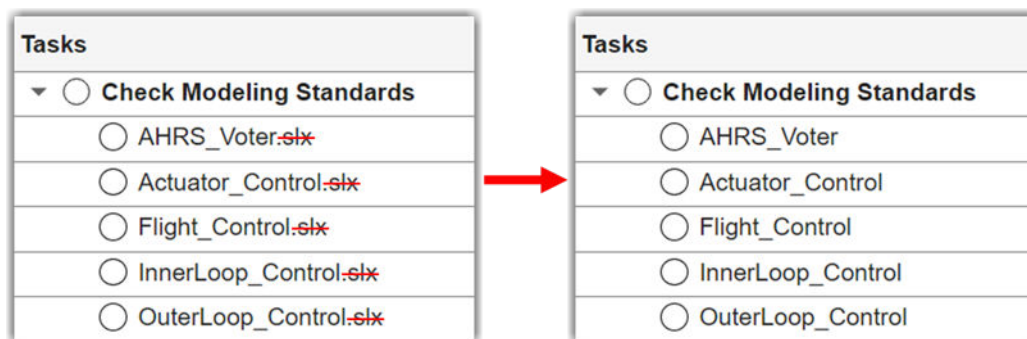 Tasks
Check Modeling Standards
AHRS_Voter.slx
Actuator_Control.slx
Flight_Control.slx
InnerLoop_Control.slx
OuterLoop_Control.slx
Tasks
Check Modeling Standards
AHRS_Voter
Actuator_Control
Flight_Control
InnerLoop_Control
OuterLoop_Control